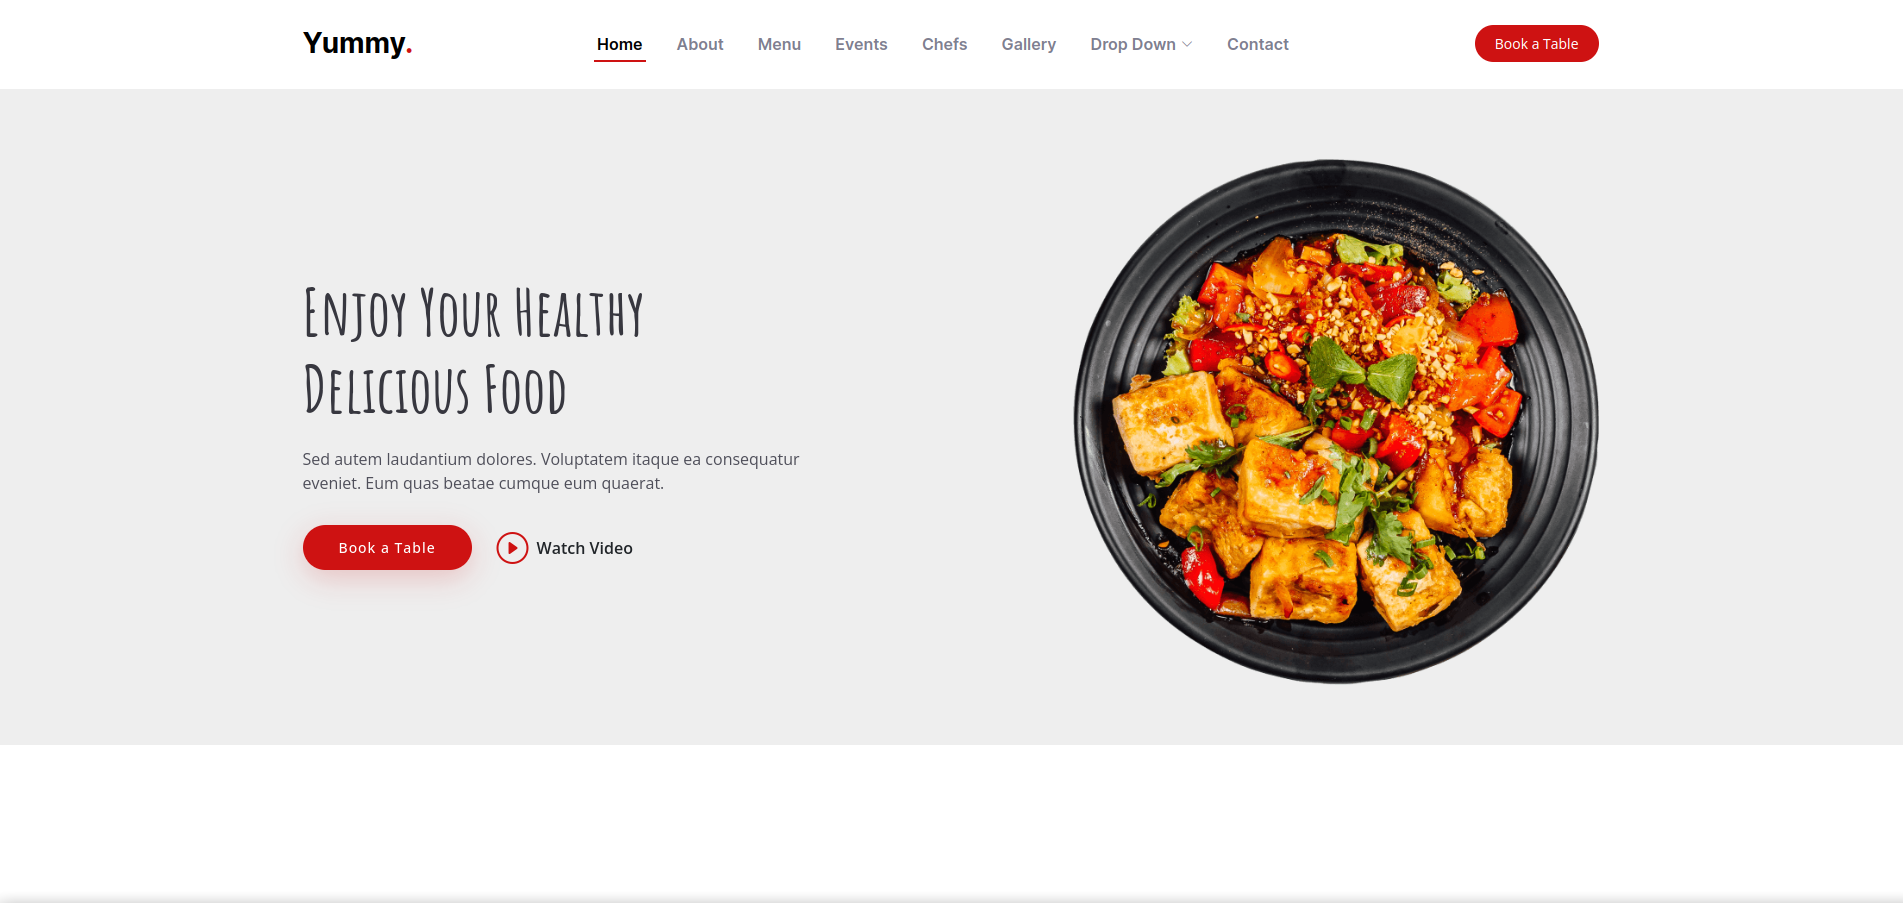 Yummy.
Home About Menu Events Chefs Gallery Drop Down Contact
Book a Table
Enjoy Your Healthy
Delicious Food
Sed autem laudantium dolores. Voluptatem itaque ea consequatur
eveniet. Eum quas beatae cumque eum quaerat.
Book a Table
Watch Video